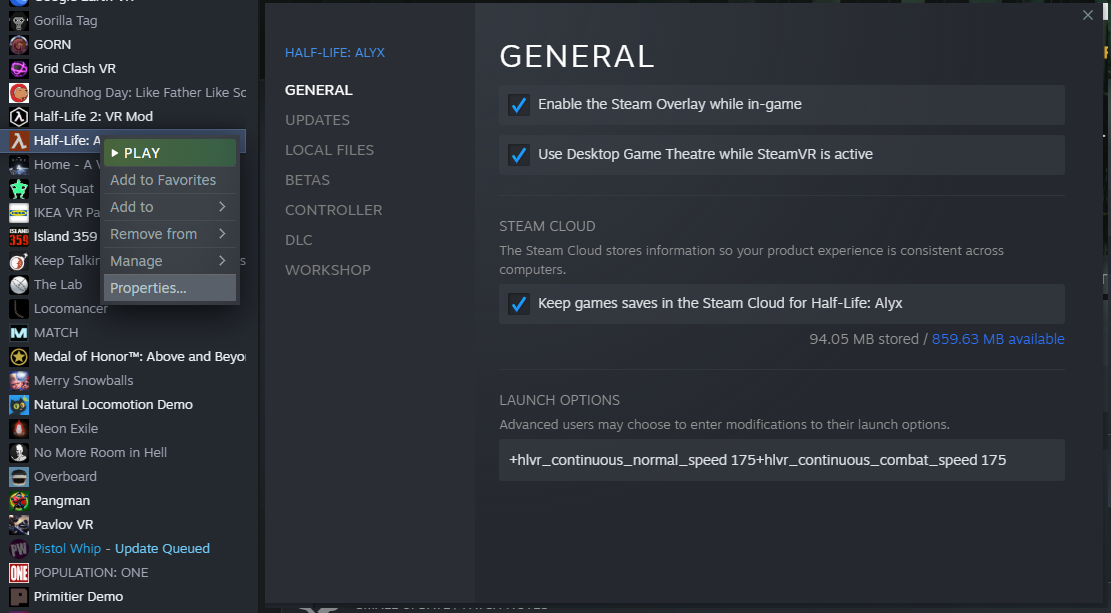 Google Earth VR
Gorilla Tag
GORN
Grid Clash VR
Groundhog Day: Like Father Like Sc
Half-Life 2: VR Mod
Half-Life: A
Home - A V
Hot Squat
IKEA VR Pa
Island 359
Keep Talkin
s
The Lab
Locomancer
MATCH
Medal of Honor™: Above and Beyo
Merry Snowballs
Natural Locomotion Demo
Neon Exile
No More Room in Hell
Overboard
Pangman
Pavlov VR
Pistol Whip - Update Queued
POPULATION: ONE
Primitier Demo
PLAY
Add to Favorites
Add to
Remove from
Manage
Properties...
HALF-LIFE: ALYX
GENERAL
UPDATES
LOCAL FILES
BETAS
CONTROLLER
DLC
WORKSHOP
GENERAL
Enable the Steam Overlay while in-game
Use Desktop Game Theatre while SteamVR is active
STEAM CLOUD
The Steam Cloud stores information so your product experience is consistent across
computers.
Keep games saves in the Steam Cloud for Half-Life: Alyx
94.05 MB stored / 859.63 MB available
LAUNCH OPTIONS
Advanced users may choose to enter modifications to their launch options.
+hlvr_continuous_normal_speed 175+hlvr_continuous_combat_speed 175